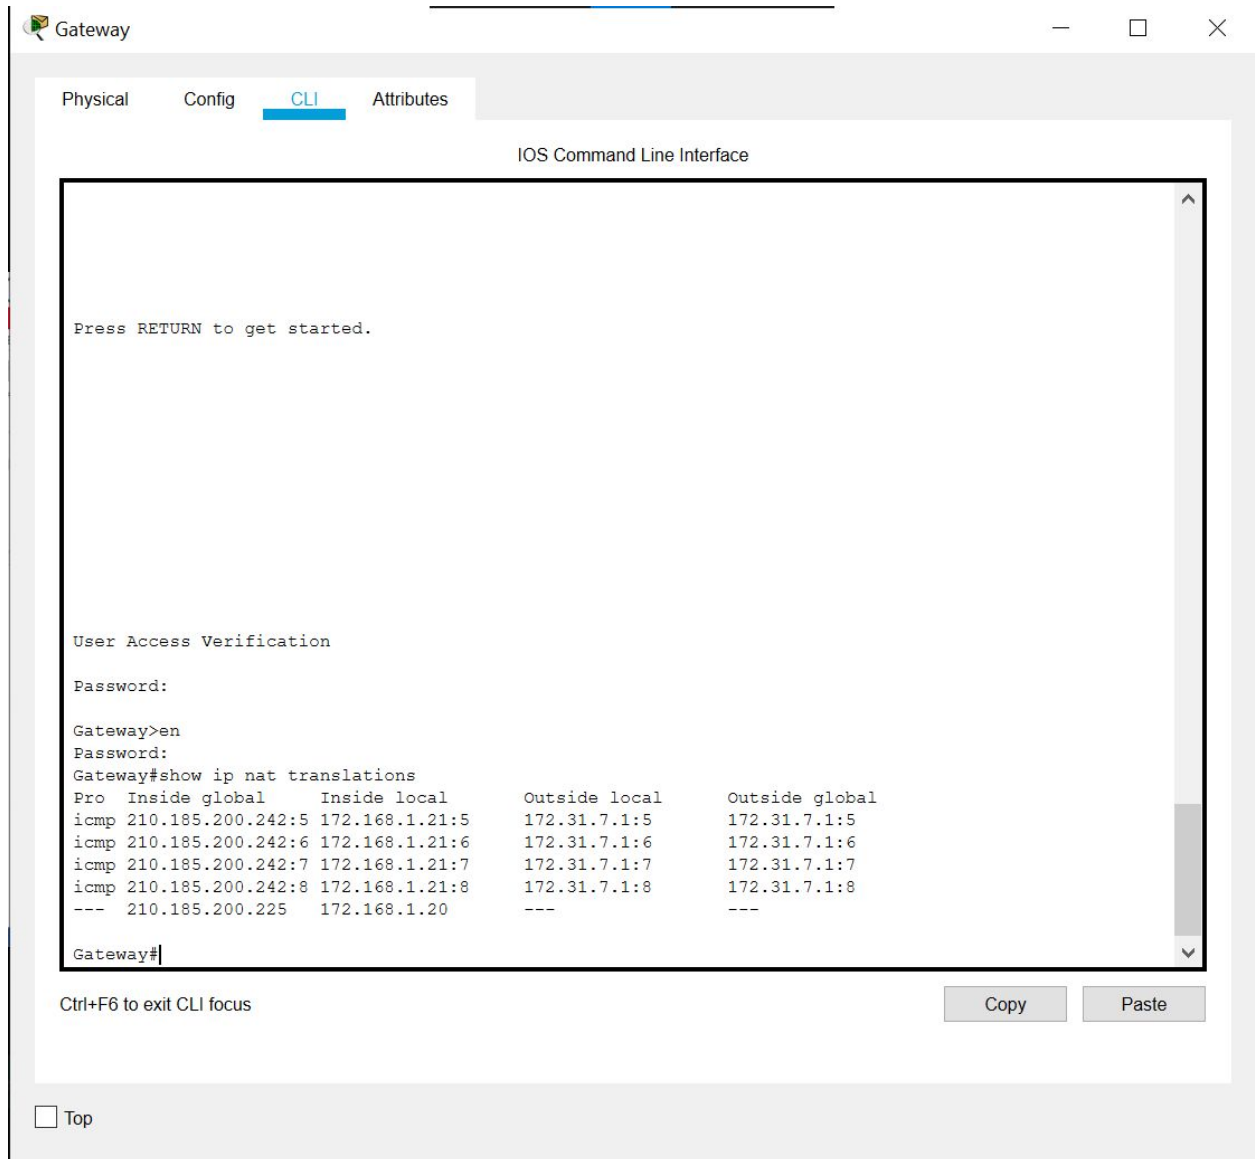 Gateway
Physical Config CLI Attributes
IOS Command Line Interface
Press RETURN to get started.
User Access Verification
Password:
Gateway>en
Password:
Gateway#show ip nat translations
Pro Inside global Inside local Outside local Outside global
icmp 210.185.200.242:5 172.168.1.21:5 172.31.7.1:5 172.31.7.1:5
icmp 210.185.200.242:6 172.168.1.21:6 172.31.7.1:6 172.31.7.1:6
icmp 210.185.200.242:7 172.168.1.21:7 172.31.7.1:7 172.31.7.1:7
icmp 210.185.200.242:8 172.168.1.21:8 172.31.7.1:8 172.31.7.1:8
--- 210.185.200.225 172.168.1.20 --- ---
Gateway#
Ctrl+F6 to exit CLI focus
Copy Paste
Top